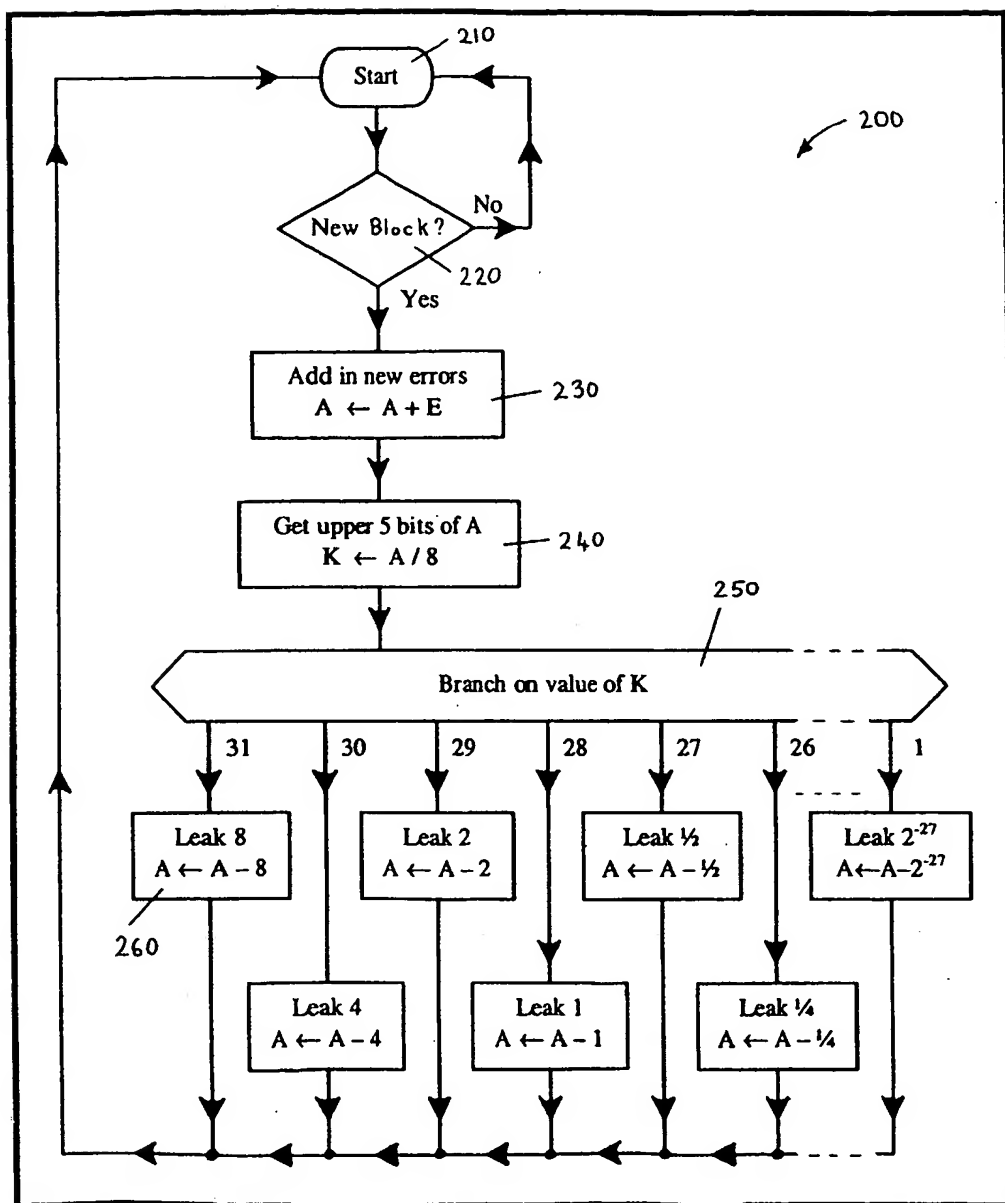 210
Start
200
No
New Block?
220
Yes
Add in new errors
A ← A + E
230
Get upper 5 bits of A
K ← A / 8
240
250
Branch on value of K
31
30
29
28
27
26
1
Leak 8
A ← A – 8
Leak 2
A ← A – 2
Leak ½
A ← A – ½
Leak 2⁻²⁷
A←A–2⁻²⁷
260
Leak 4
A ← A – 4
Leak 1
A ← A – 1
Leak ¼
A ← A – ¼